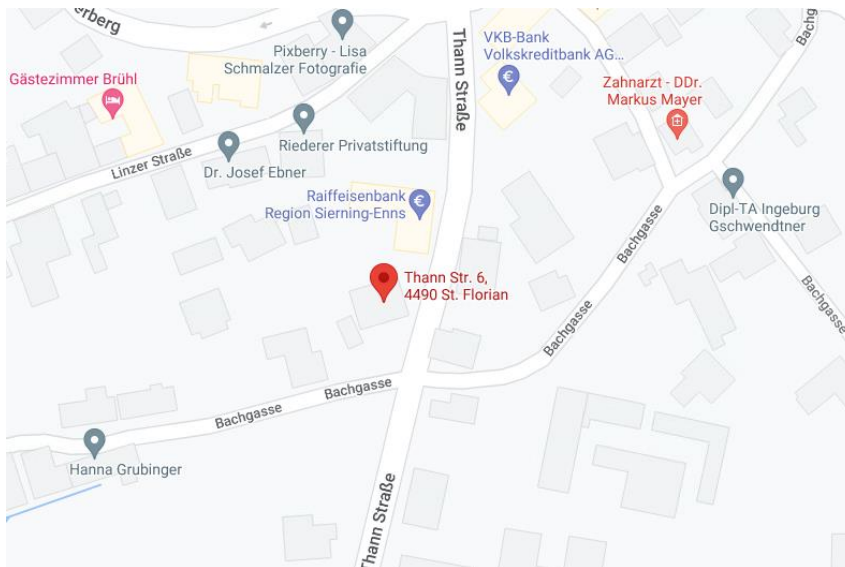 erberg
Pixberry - Lisa
Schmalzer Fotografie
Thann Straße
VKB-Bank
Volkskreditbank AG...
Bachg
Gästezimmer Brühl
Zahnarzt - DDr.
Markus Mayer
Riederer Privatstiftung
Linzer Straße
Dr. Josef Ebner
Raiffeisenbank
Region Sierning-Enns
Dipl-TA Ingeburg
Gschwendtner
Bachgasse
Thann Str. 6,
4490 St. Florian
Bachgasse
Bachgasse
Bachgasse
Bachgasse
Hanna Grubinger
Thann Straße